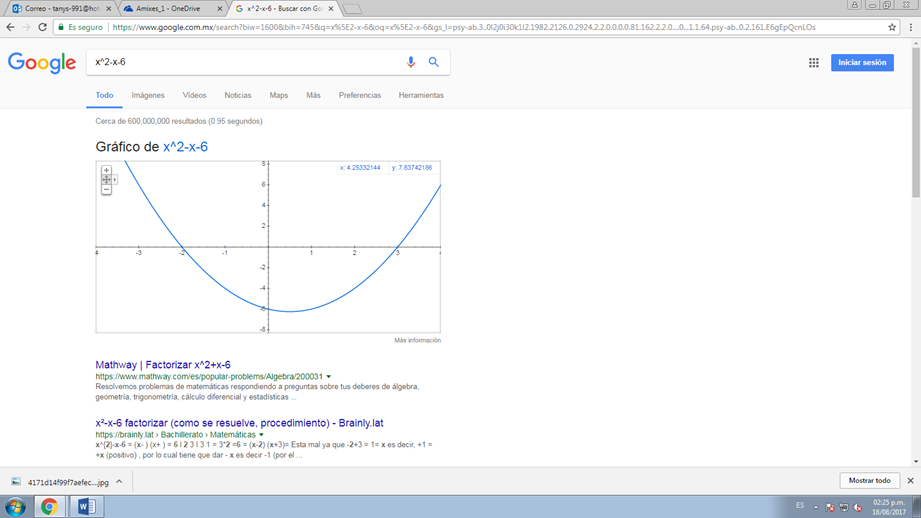 Correo - tanys-991@hot
Amixes_1 - OneDrive
x^2-x-6 - Buscar con Go
Es seguro
https://www.google.com.mx/search?biw=1600&bih=745&q=x%5E2-x-6&oq=x%5E2-x-6&gs_l=psy-ab.3..0l2j0i30k1l2.1982.2126.0.2924.2.2.0.0.0.0.81.162.2.2.0....0...1.1.64.psy-ab..0.2.161.E6gEpQcnLOs
Google
x^2-x-6
Iniciar sesión
Todo Imágenes Vídeos Noticias Maps Más Preferencias Herramientas
Cerca de 600,000,000 resultados (0.95 segundos)
Gráfico de x^2-x-6
x: 4.25332144 y: 7.83742186
8
6
4
2
4 -3 -2 -1 1 2 3
-2
-4
-6
-8
Más información
Mathway | Factorizar x^2+x-6
https://www.mathway.com/es/popular-problems/Algebra/200031
Resolvemos problemas de matemáticas respondiendo a preguntas sobre tus deberes de álgebra,
geometría, trigonometría, cálculo diferencial y estadísticas ...
x²-x-6 factorizar (como se resuelve, procedimiento) - Brainly.lat
https://brainly.lat › Bachillerato › Matemáticas
x^(2)-x-6 = (x- ) (x+ ) = 6 l 2 3 l 3 1 = 3*2 =6 = (x-2) (x+3)= Esta mal ya que -2+3 = 1= x es decir, +1 =
+x (positivo) , por lo cual tiene que dar - x es decir -1 (por el ...
4171d14f99f7aefec....jpg
Mostrar todo
ES
02:25 p.m.
18/08/2017